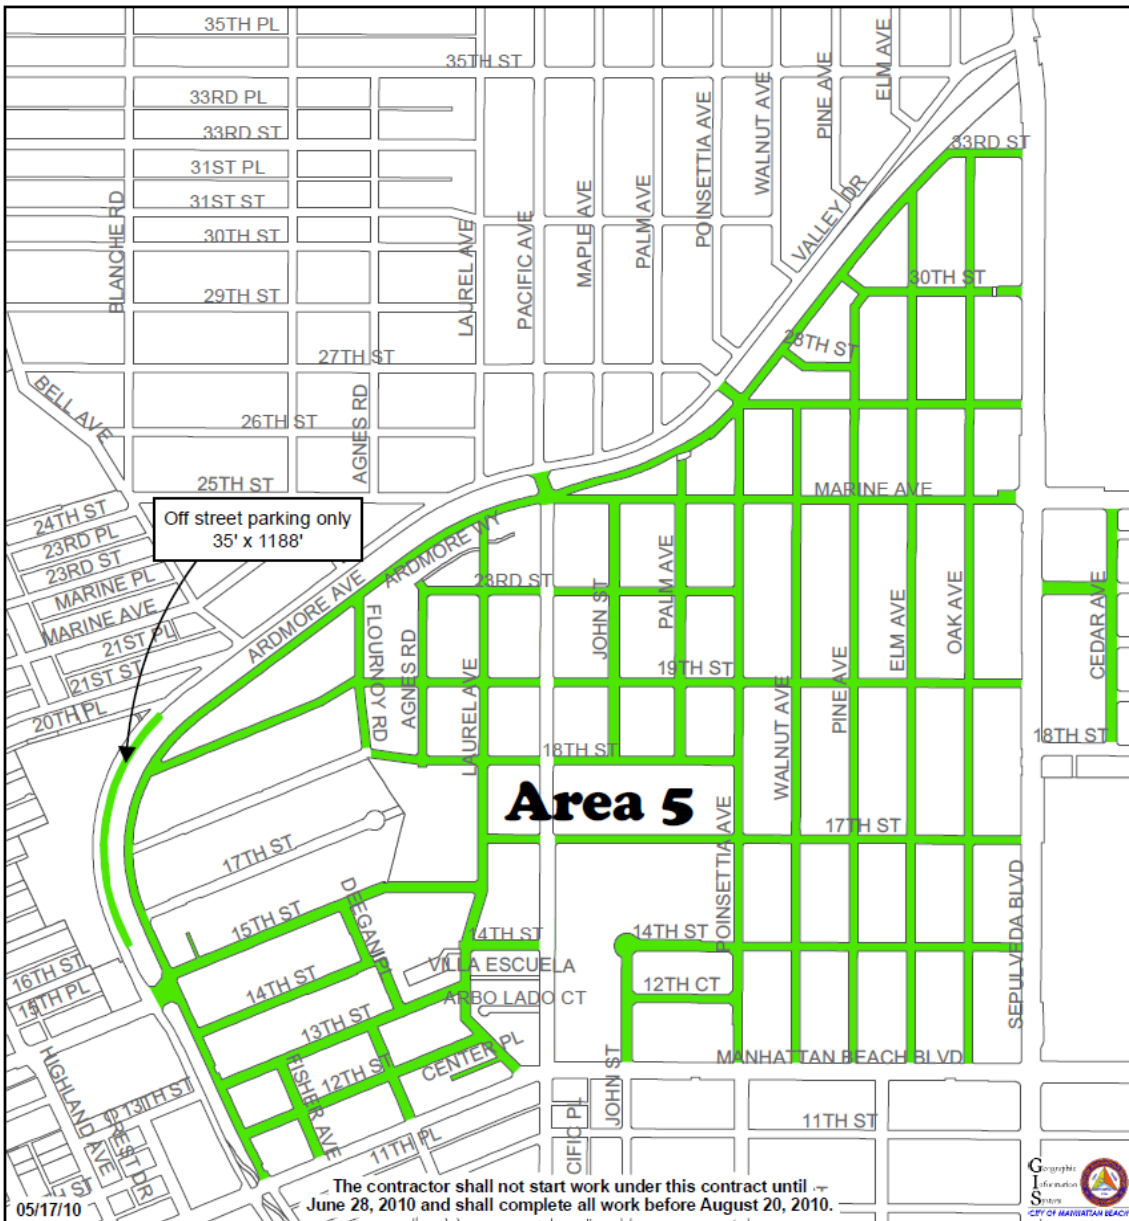 35TH PL
35TH ST
33RD PL
33RD ST
31ST PL
31ST ST
30TH ST
29TH ST
27TH ST
26TH ST
25TH ST
BLANCHE RD
BELL AVE
AGNES RD
LAUREL AVE
PACIFIC AVE
MAPLE AVE
PALM AVE
POINSETTIA AVE
WALNUT AVE
PINE AVE
ELM AVE
VALLEY DR
33RD ST
30TH ST
28TH ST
MARINE AVE
24TH ST
23RD PL
23RD ST
MARINE PL
MARINE AVE
21ST PL
21ST ST
20TH PL
Off street parking only
35' x 1188'
ARDMORE AVE
ARDMORE WY
23RD ST
FLOURNOY RD
AGNES RD
LAUREL AVE
JOHN ST
PALM AVE
19TH ST
18TH ST
WALNUT AVE
PINE AVE
ELM AVE
OAK AVE
CEDAR AVE
18TH ST
Area 5
17TH ST
17TH ST
POINSETTIA AVE
SEPULVEDA BLVD
DEEGAN PL
15TH ST
14TH ST
14TH ST
14TH ST
VILLA ESCUELA
12TH CT
ARBOLADO CT
13TH ST
12TH ST
CENTER PL
FISHER AVE
MANHATTAN BEACH BLVD
16TH ST
15TH PL
HIGHLAND AVE
13TH ST
CREST DR
11TH PL
JOHN ST
CIFIC PL
11TH ST
TH ST
The contractor shall not start work under this contract until
June 28, 2010 and shall complete all work before August 20, 2010.
05/17/10
Geographic
Information
System
CITY OF MANHATTAN BEACH